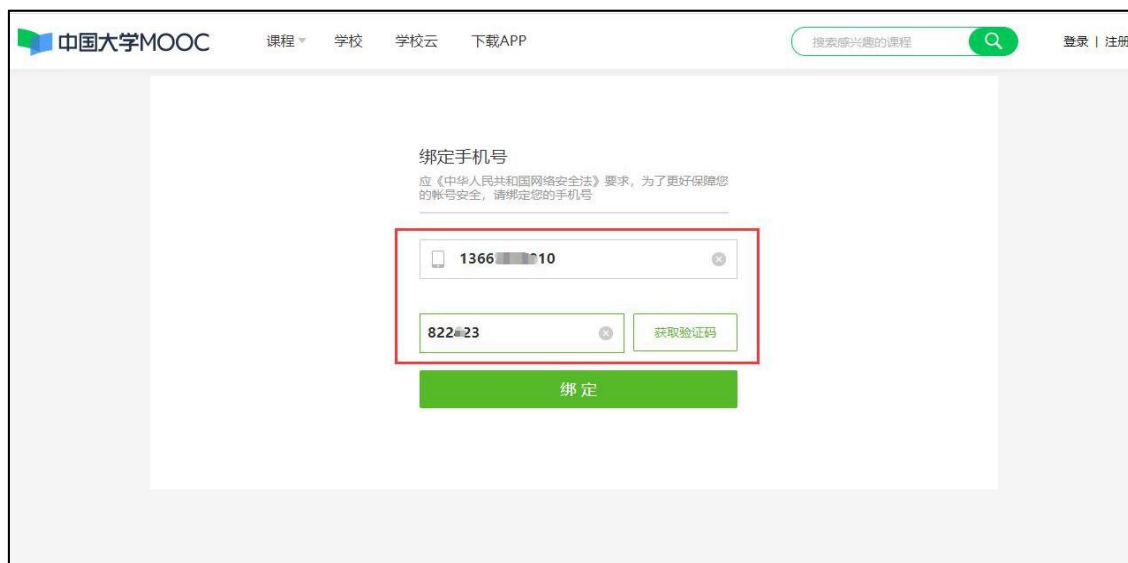 中国大学MOOC 课程 学校 学校云 下载APP 搜索感兴趣的课程 登录 | 注册
绑定手机号
应《中华人民共和国网络安全法》要求，为了更好保障您
的帐号安全，请绑定您的手机号
1366 10
822 23 获取验证码
绑定